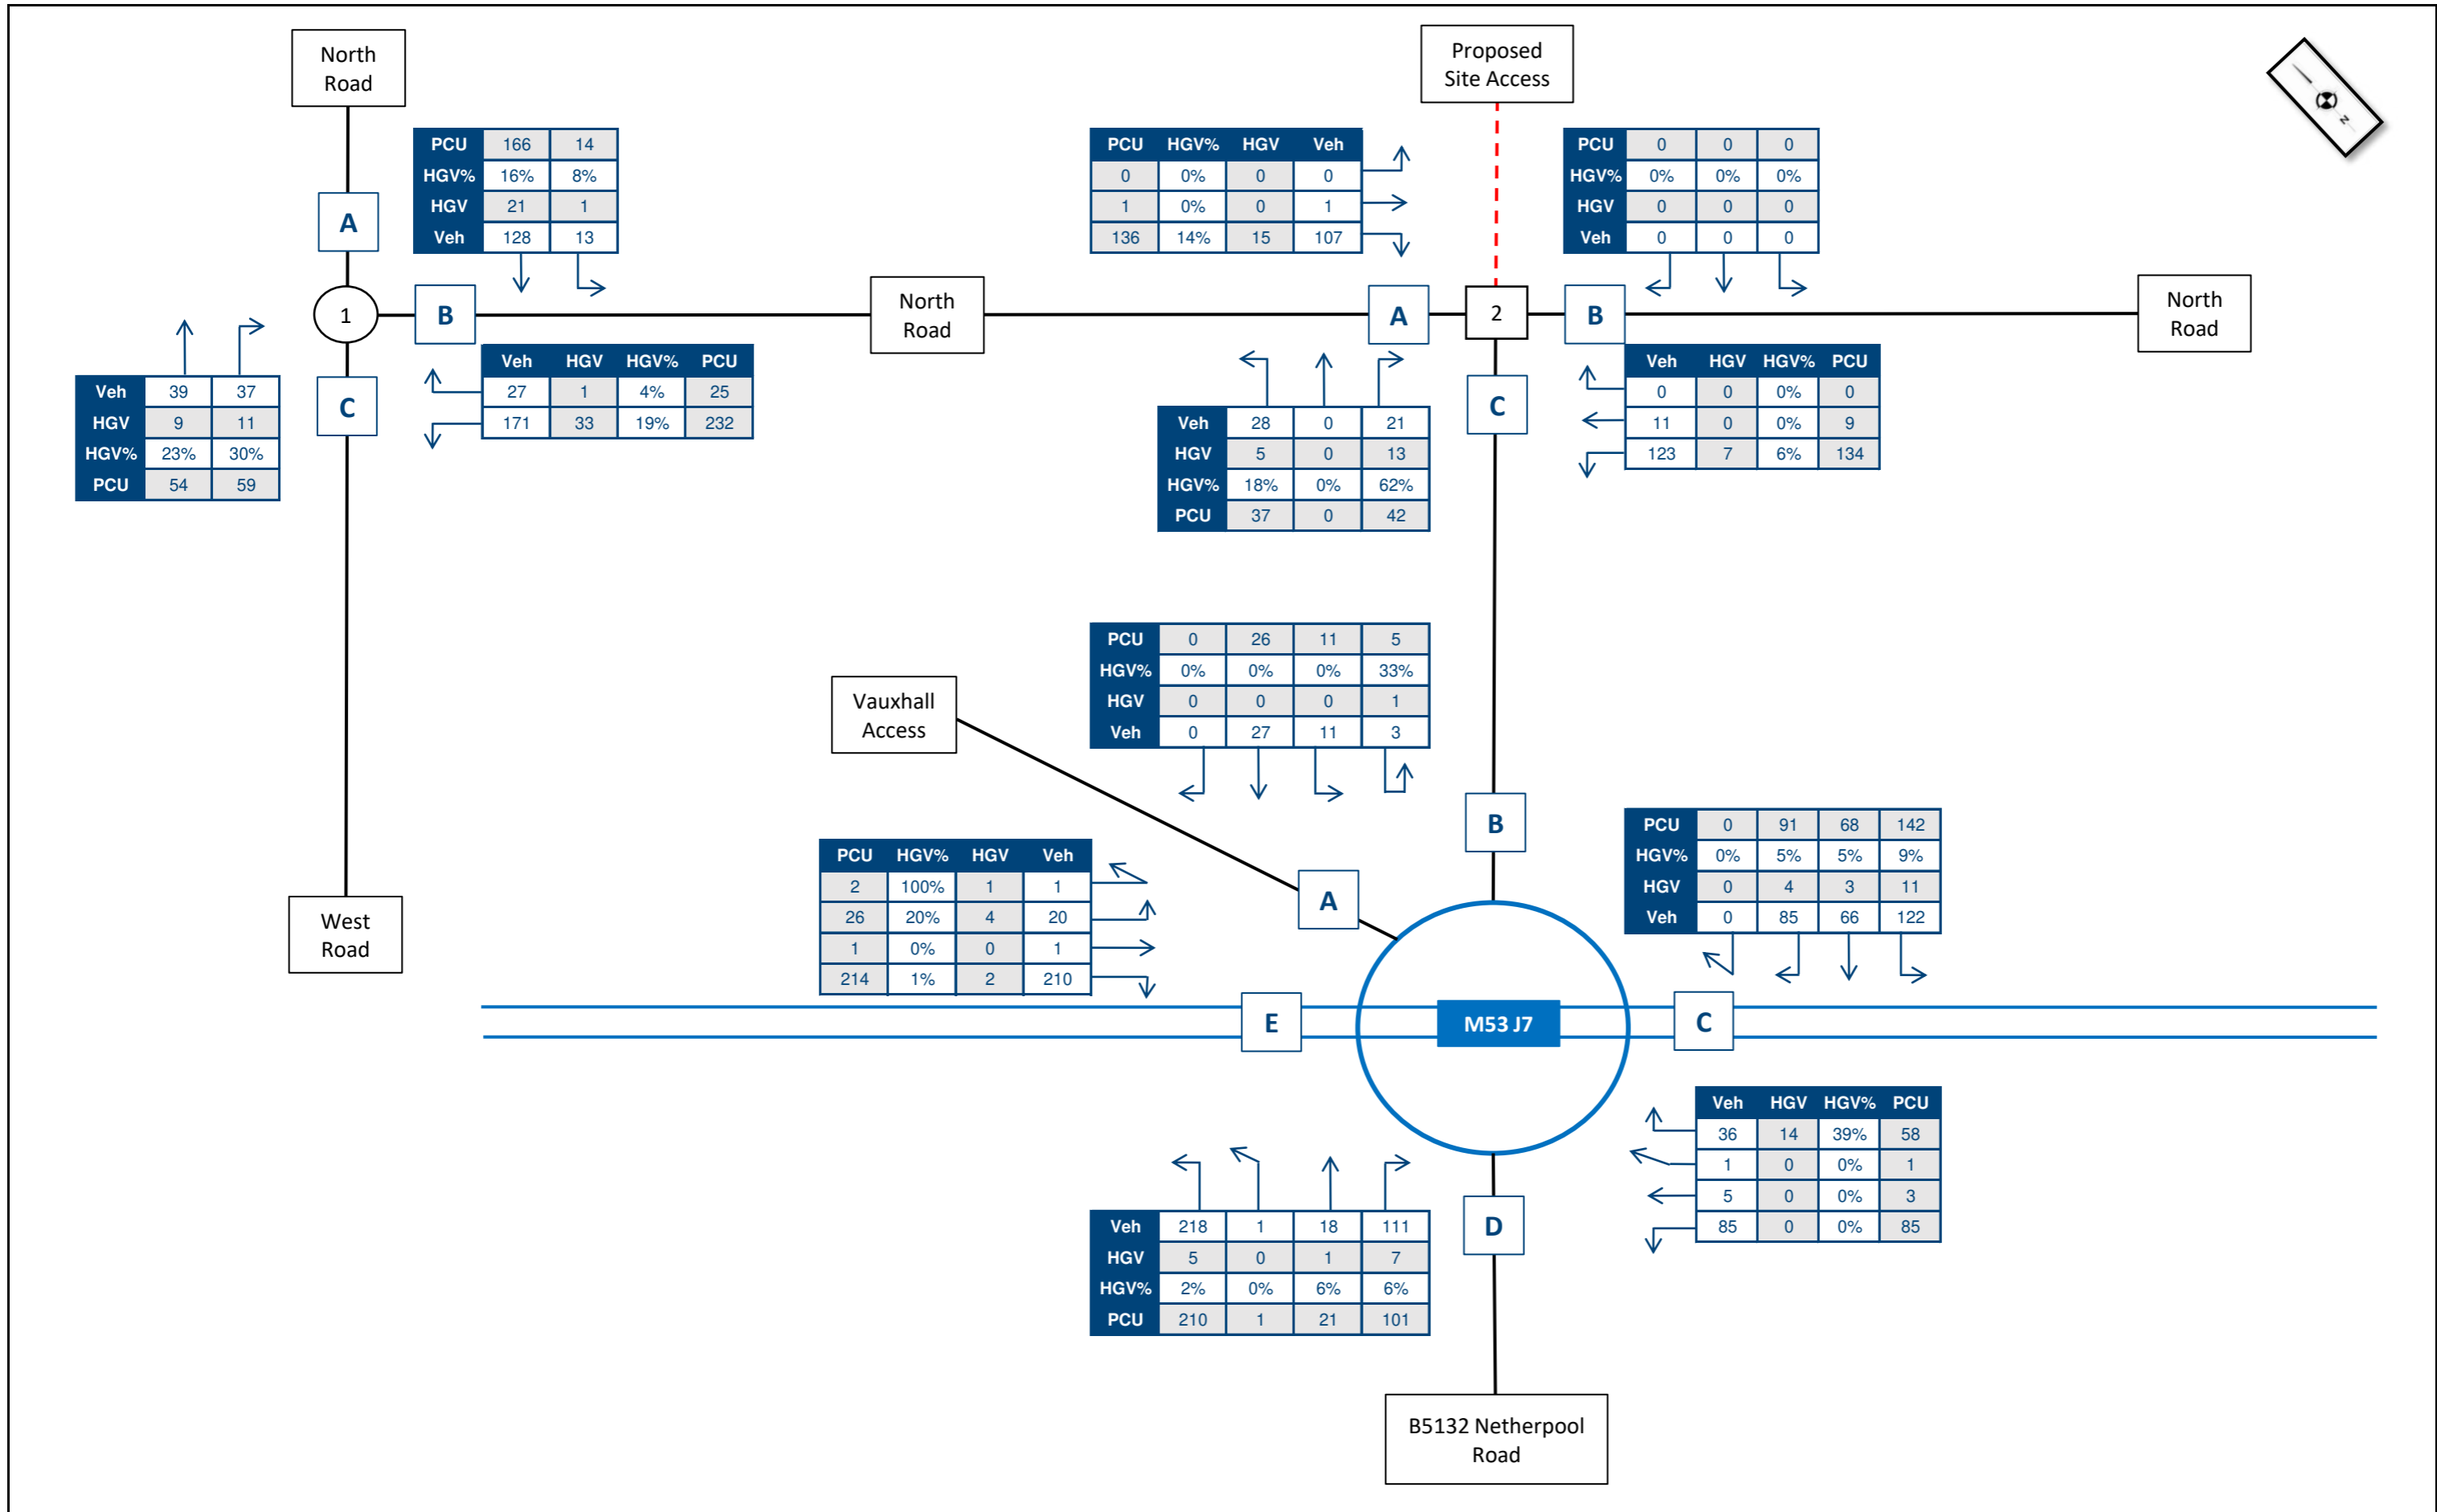 North
Road
Proposed
Site Access
z
PCU 166 14
HGV% 16% 8%
HGV 21 1
Veh 128 13
PCU HGV% HGV Veh
0 0% 0 0
1 0% 0 1
136 14% 15 107
PCU 0 0 0
HGV% 0% 0% 0%
HGV 0 0 0
Veh 0 0 0
A
1
B
North
Road
A
2
B
North
Road
Veh 39 37
HGV 9 11
HGV% 23% 30%
PCU 54 59
C
Veh HGV HGV% PCU
27 1 4% 25
171 33 19% 232
Veh 28 0 21
HGV 5 0 13
HGV% 18% 0% 62%
PCU 37 0 42
C
Veh HGV HGV% PCU
0 0 0% 0
11 0 0% 9
123 7 6% 134
PCU 0 26 11 5
HGV% 0% 0% 0% 33%
HGV 0 0 0 1
Veh 0 27 11 3
Vauxhall
Access
B
PCU HGV% HGV Veh
2 100% 1 1
26 20% 4 20
1 0% 0 1
214 1% 2 210
A
PCU 0 91 68 142
HGV% 0% 5% 5% 9%
HGV 0 4 3 11
Veh 0 85 66 122
West
Road
E
M53 J7
C
Veh HGV HGV% PCU
36 14 39% 58
1 0 0% 1
5 0 0% 3
85 0 0% 85
Veh 218 1 18 111
HGV 5 0 1 7
HGV% 2% 0% 6% 6%
PCU 210 1 21 101
D
B5132 Netherpool
Road